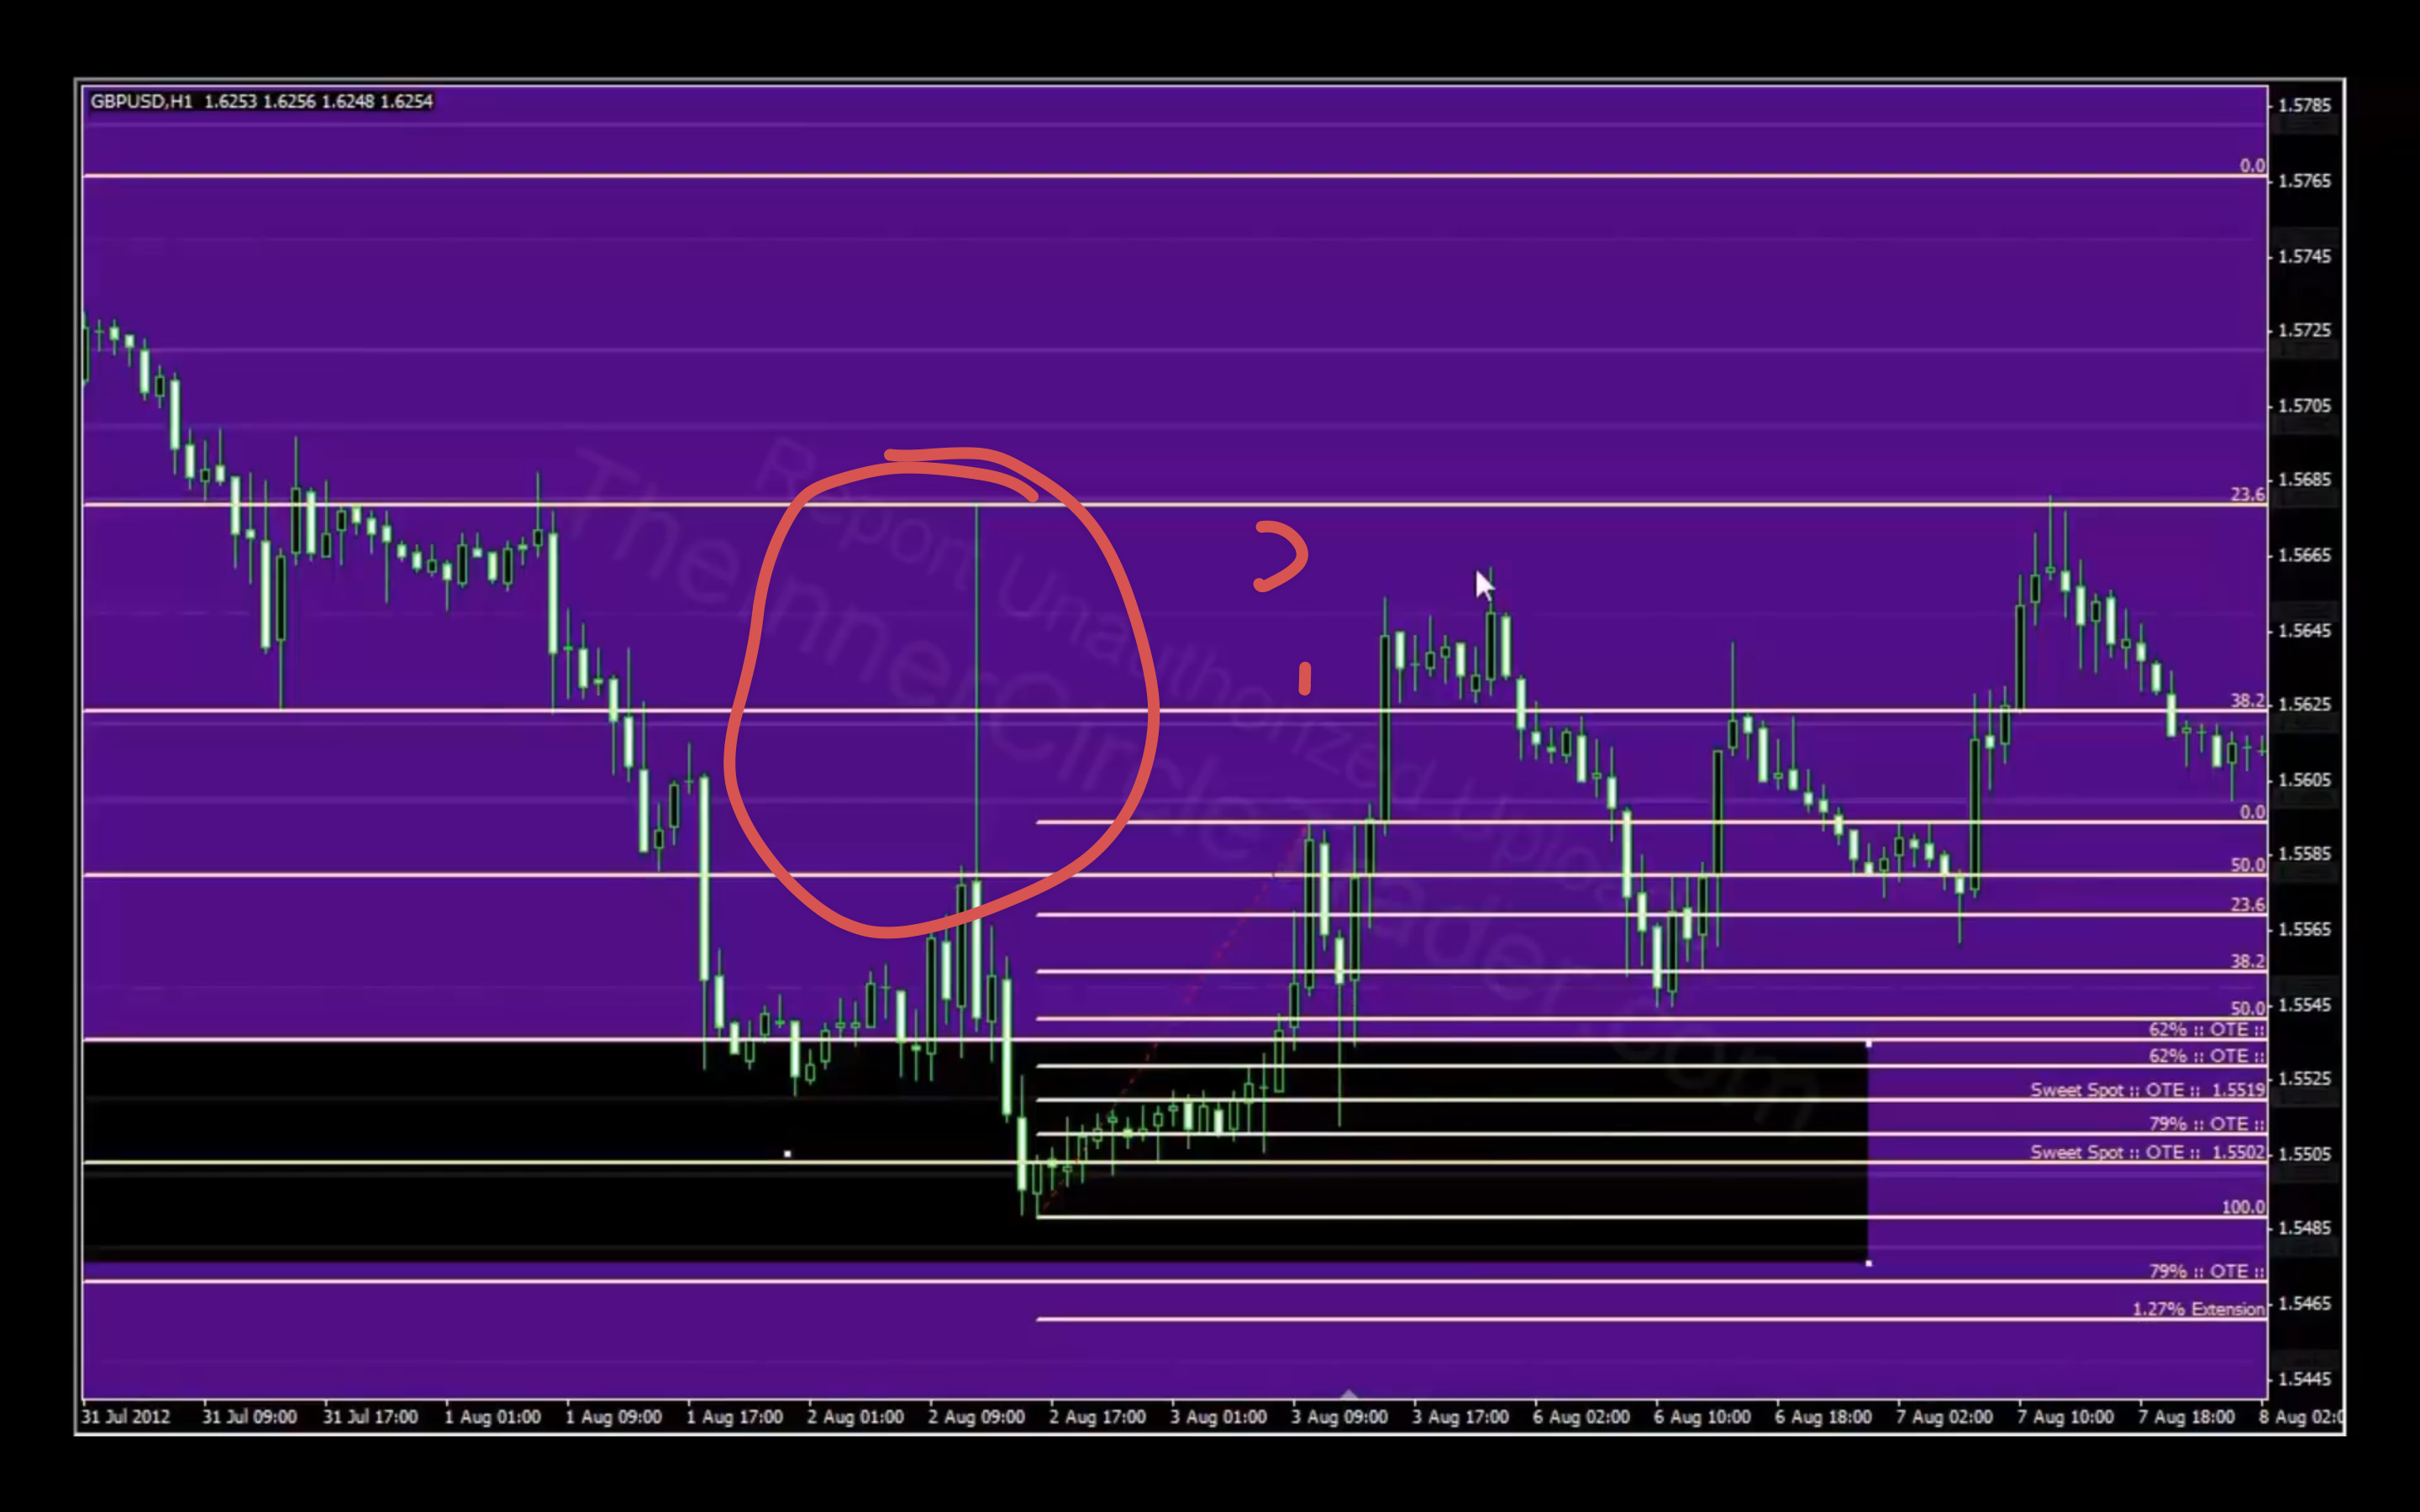 GBPUSD,H1 1.6253 1.6256 1.6248 1.6254
1.5785
0.0
1.5765
1.5745
1.5725
1.5705
Report Unauthorized Upload
TheInnerCircleTrader.com
1.5685
23.6
1.5665
1.5645
38.2
1.5625
1.5605
0.0
1.5585
50.0
23.6
1.5565
38.2
1.5545
50.0
62% :: OTE ::
62% :: OTE ::
1.5525
Sweet Spot :: OTE :: 1.5519
79% :: OTE ::
Sweet Spot :: OTE :: 1.5502
1.5505
100.0
1.5485
79% :: OTE ::
1.27% Extension
1.5465
1.5445
31 Jul 2012 31 Jul 09:00 31 Jul 17:00 1 Aug 01:00 1 Aug 09:00 1 Aug 17:00 2 Aug 01:00 2 Aug 09:00 2 Aug 17:00 3 Aug 01:00 3 Aug 09:00 3 Aug 17:00 6 Aug 02:00 6 Aug 10:00 6 Aug 18:00 7 Aug 02:00 7 Aug 10:00 7 Aug 18:00 8 Aug 02:0